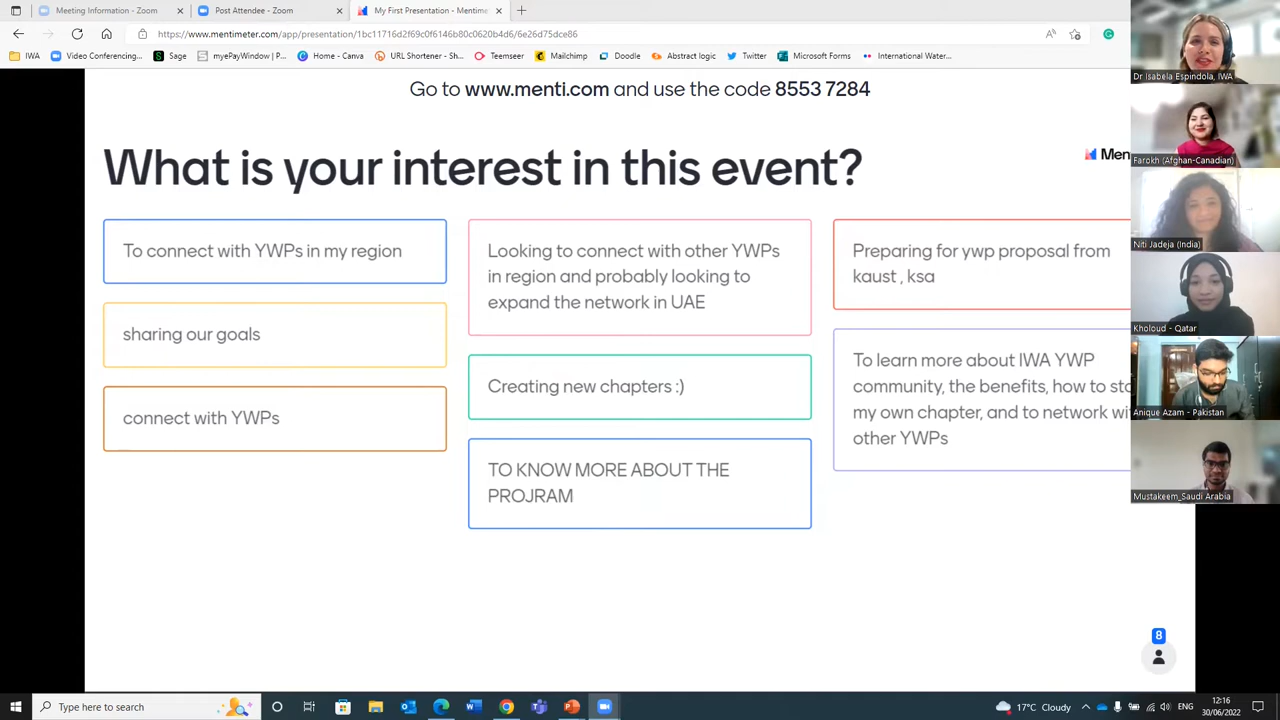 Meeting Information - Zoom
Post Attendee - Zoom
My First Presentation - Mentime
https://www.mentimeter.com/app/presentation/1bc11716d2f69c0f6146b80c0620b4d6/6e26d75dce86
IWA
Video Conferencing...
Sage
myePayWindow | P...
Home - Canva
URL Shortener - Sh...
Teemseer
Mailchimp
Doodle
Abstract logic
Twitter
Microsoft Forms
International Water...
Go to www.menti.com and use the code 8553 7284
What is your interest in this event?
Men
To connect with YWPs in my region
sharing our goals
connect with YWPs
Looking to connect with other YWPs
in region and probably looking to
expand the network in UAE
Creating new chapters :)
TO KNOW MORE ABOUT THE
PROJRAM
Preparing for ywp proposal from
kaust , ksa
To learn more about IWA YWP
community, the benefits, how to sta
my own chapter, and to network wi
other YWPs
8
Dr Isabela Espindola, IWA
Farokh (Afghan-Canadian)
Niti Jadeja (India)
Kholoud - Qatar
Anique Azam - Pakistan
Mustakeem_Saudi Arabia
Type here to search
17°C Cloudy
12:16
30/06/2022